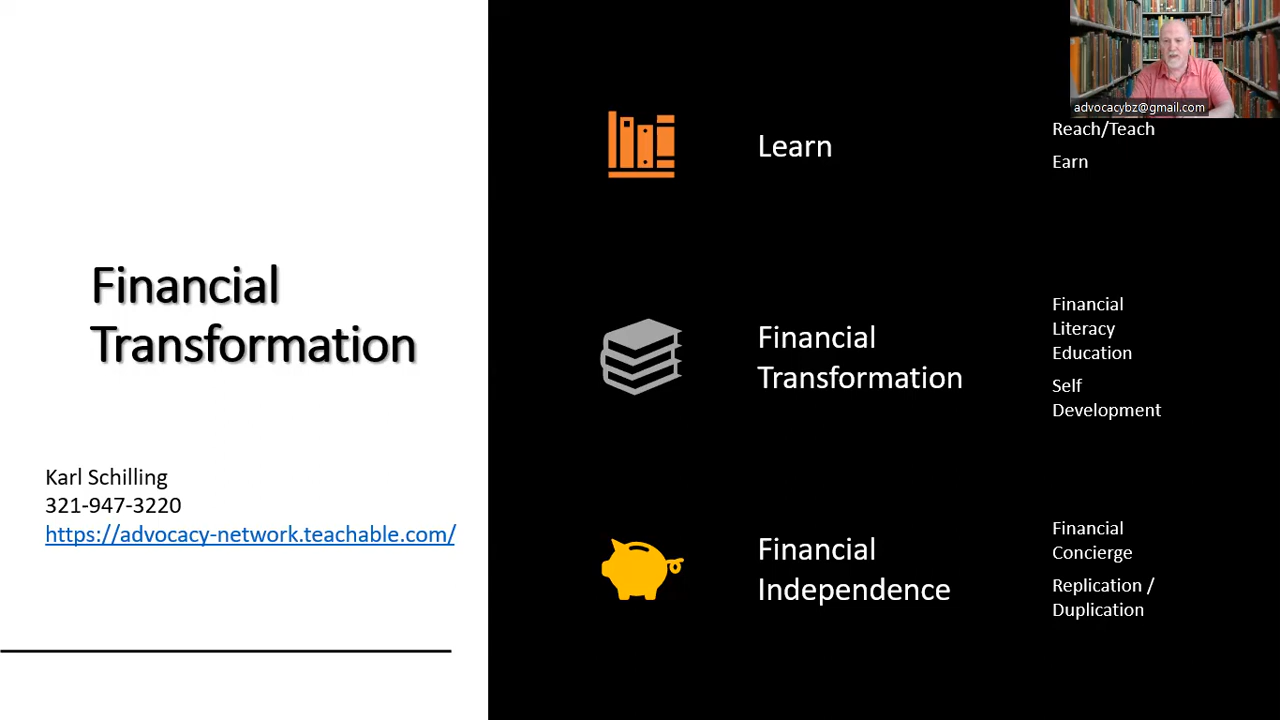 Financial
Transformation
Karl Schilling
321-947-3220
https://advocacy-network.teachable.com/
Learn
Reach/Teach
Earn
Financial
Transformation
Financial
Literacy
Education
Self
Development
Financial
Independence
Financial
Concierge
Replication /
Duplication
advocacybz@gmail.com